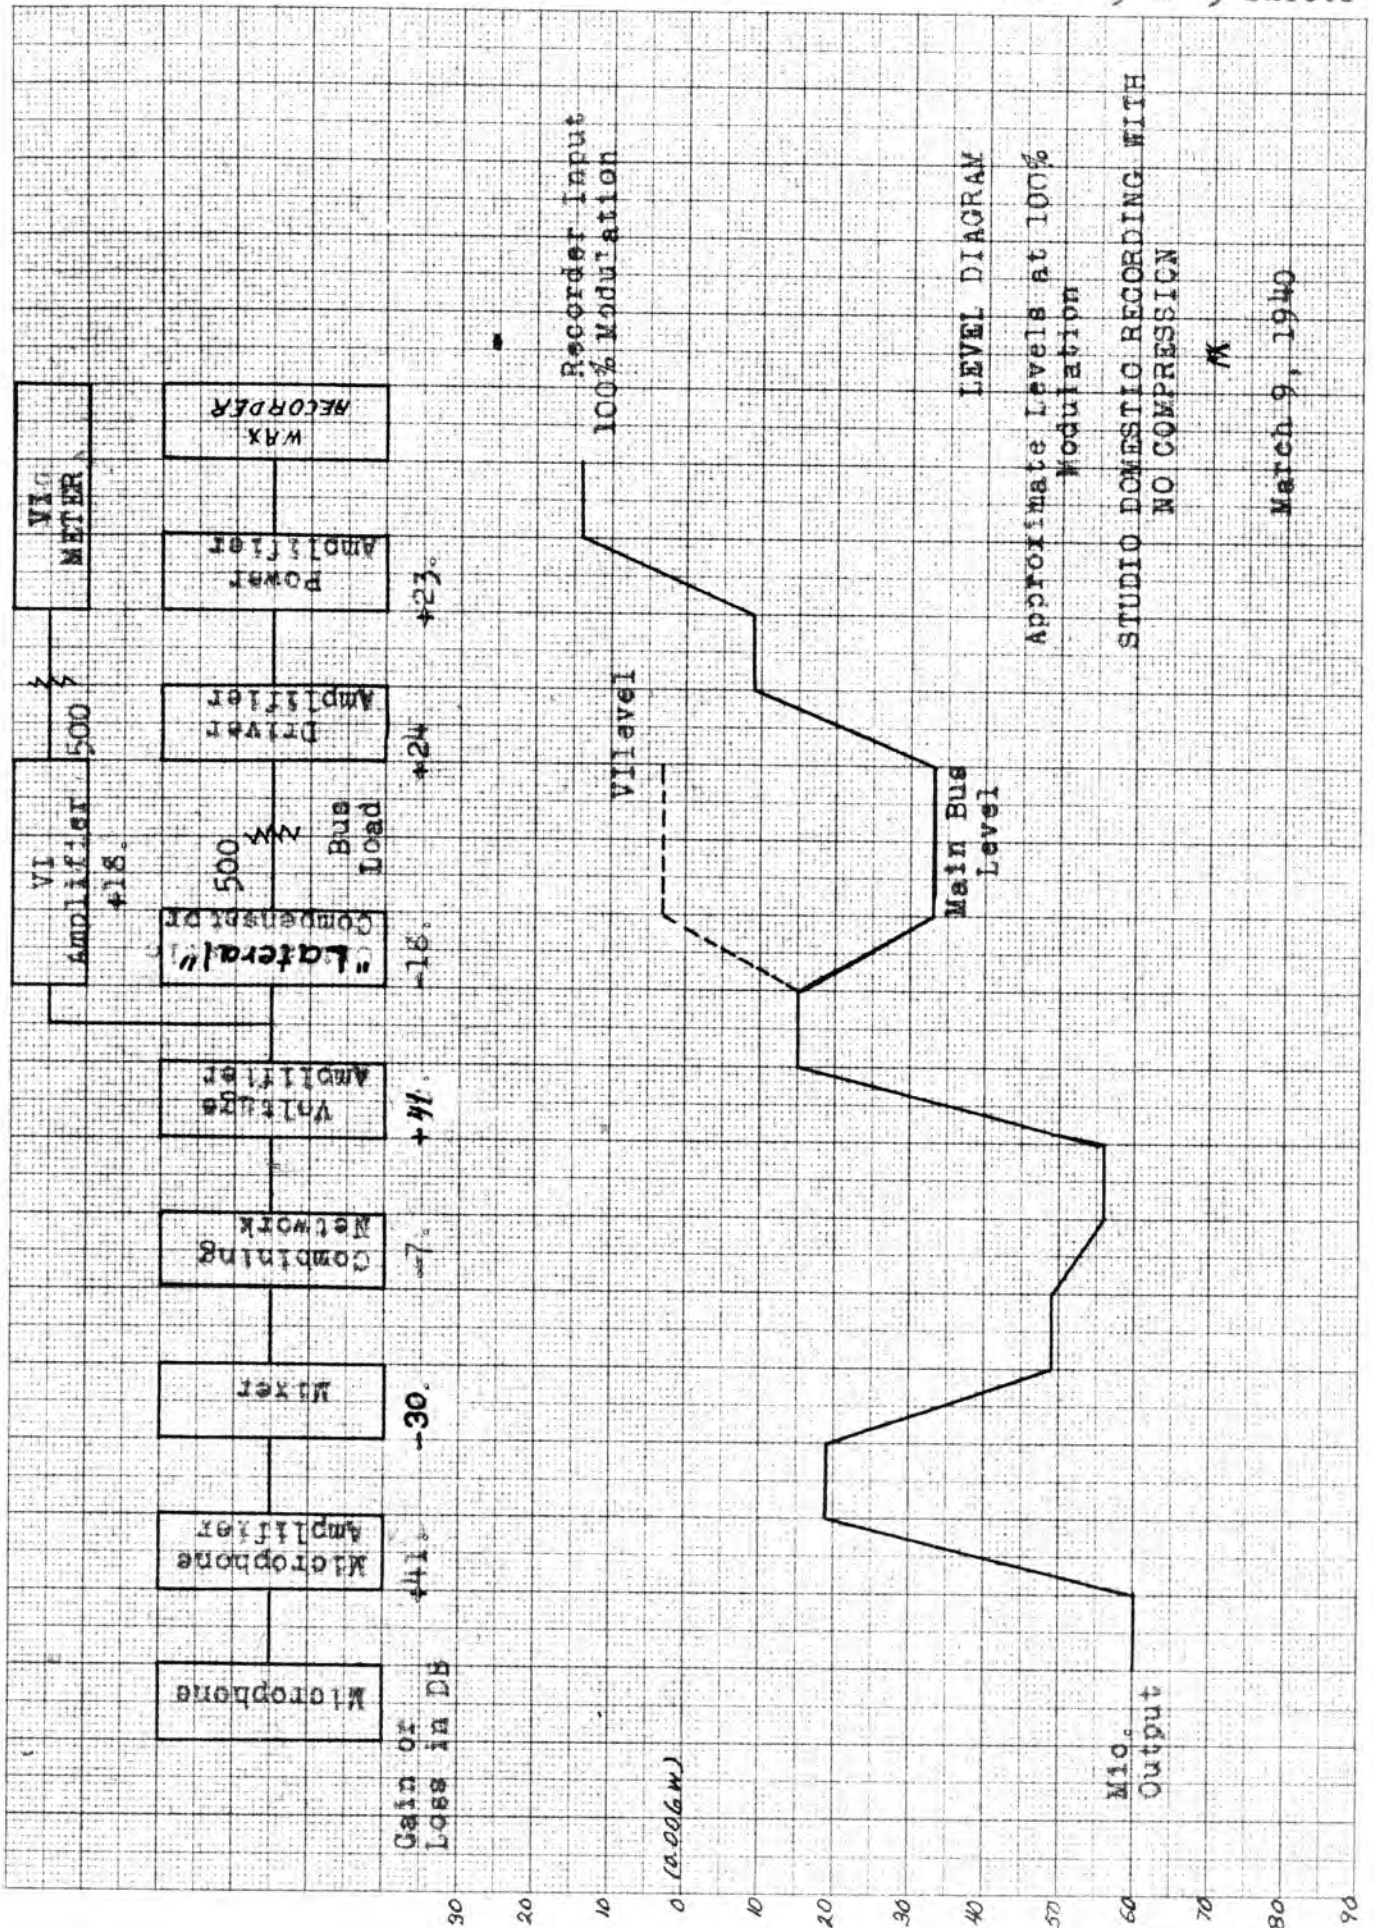 Sheets
VI
METER
500
VI
Amplifier
+18.
WAX
RECORDER
Power
Amplifier
Driver
Amplifier
500
Bus
Load
"Lateral"
Compensator
Voltage
Amplifier
Combining
Network
Mixer
Microphone
Amplifier
Microphone
Gain or
Loss in DB
+41.
-30.
-7.
+41.
-18.
+24
+23.
30
20
10
0 (0.006W)
10
20
30
40
50
60
70
80
90
Mic.
Output
Main Bus
Level
VI level
Recorder Input
100% Modulation
LEVEL DIAGRAM
Approximate Levels at 100%
Modulation
STUDIO DOMESTIC RECORDING WITH
NO COMPRESSION
March 9, 1940